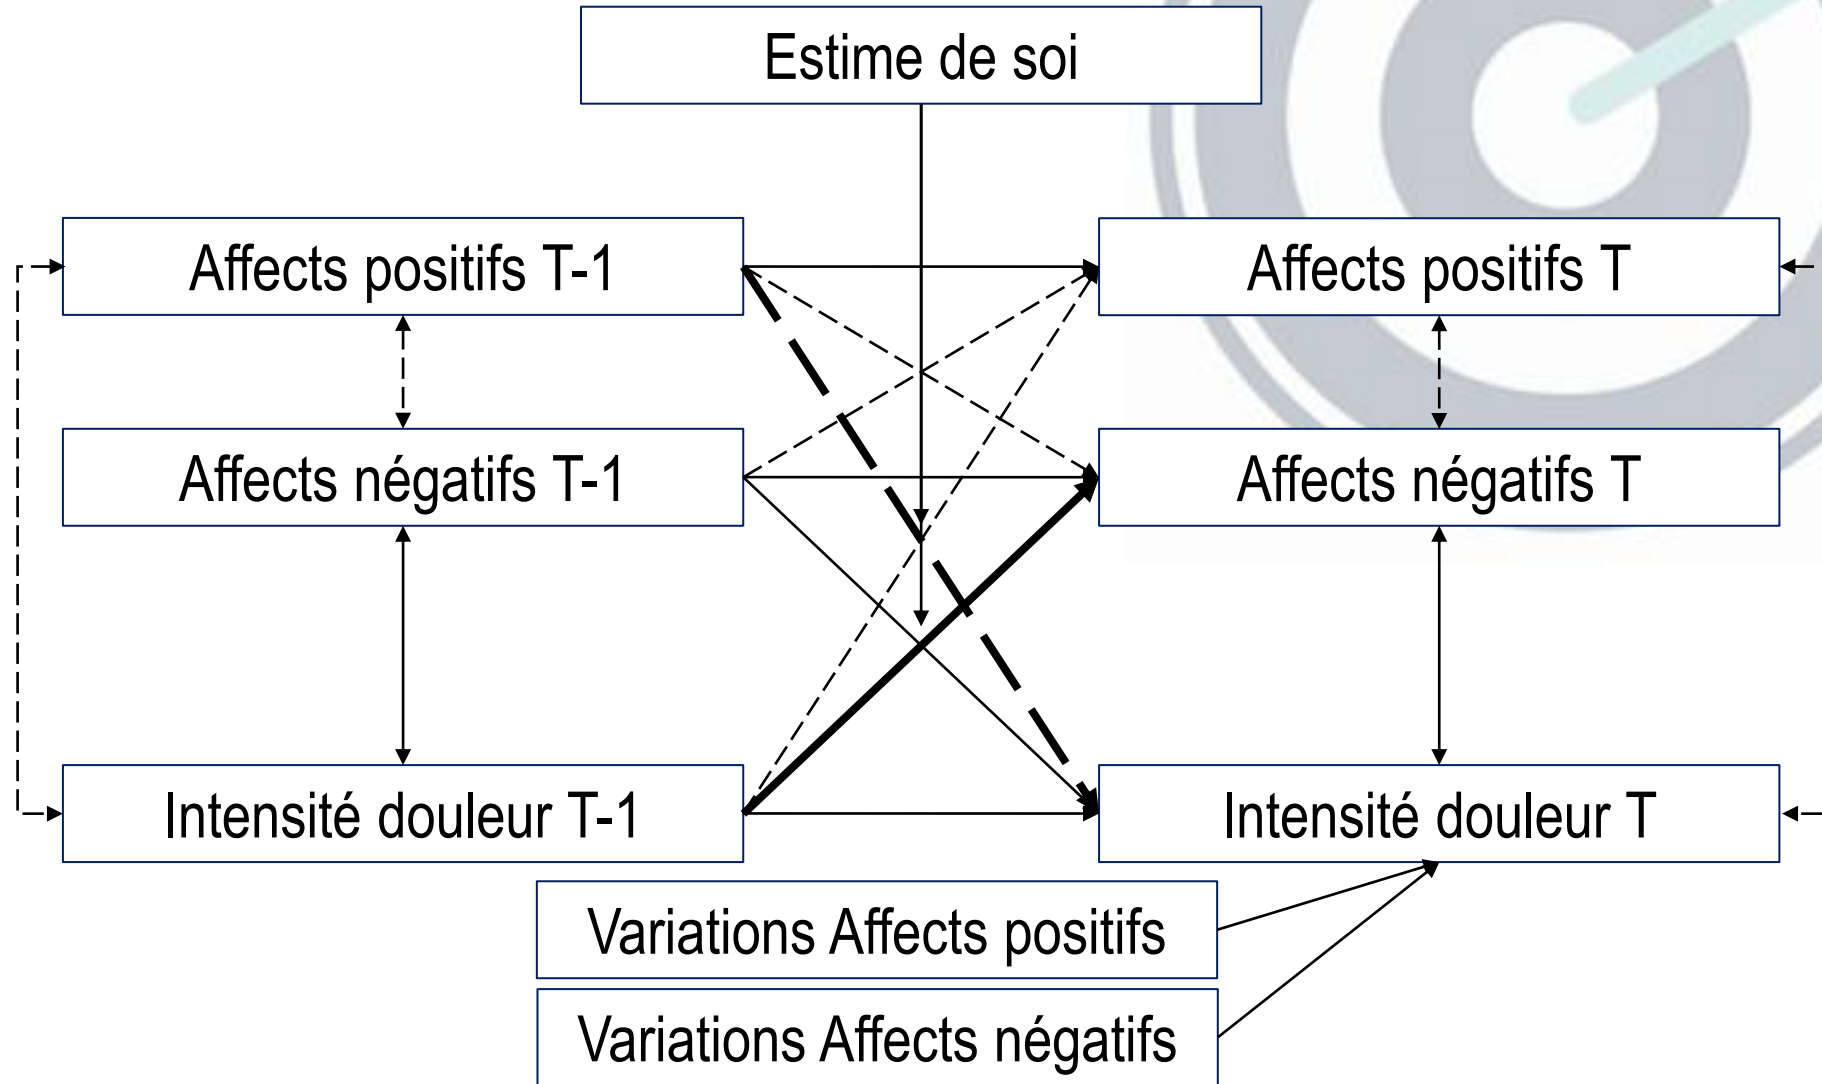 Estime de soi
Affects positifs T-1
Affects positifs T
Affects négatifs T-1
Affects négatifs T
Intensité douleur T-1
Intensité douleur T
Variations Affects positifs
Variations Affects négatifs